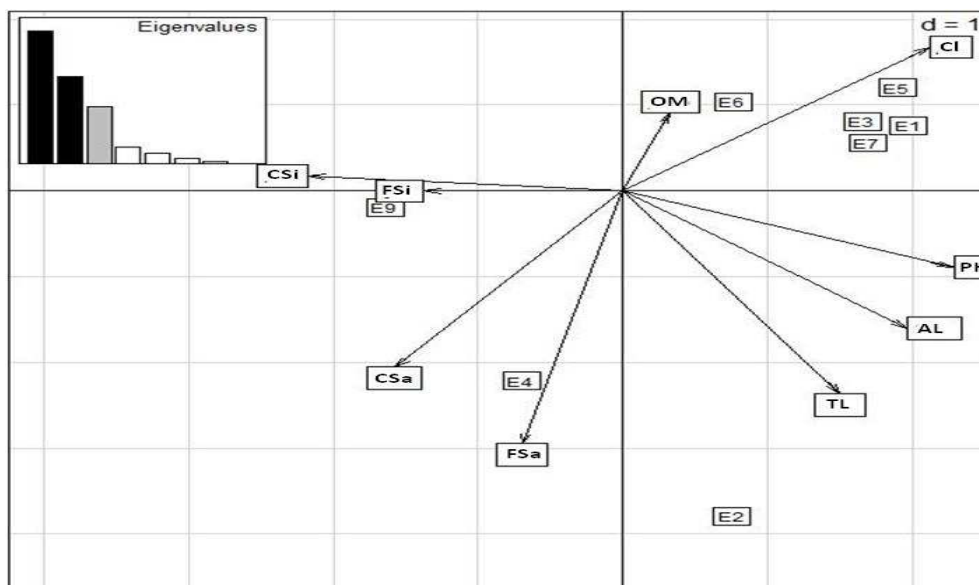 Eigenvalues
d = 1
Cl
E5
OM
E6
E3
E1
E7
CSi
FSi
E9
PH
AL
E4
CSa
TL
FSa
E2